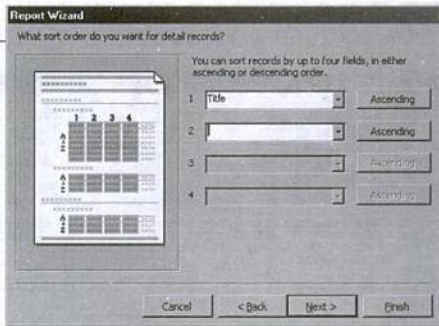 Report Wizard
What sort order do you want for detail records?
You can sort records by up to four fields, in either
ascending or descending order.
1 Title Ascending
2 Ascending
3 Ascending
4 Ascending
1 2 3 4
A
Z
A
Z
A
Z
Cancel < Back Next > Finish